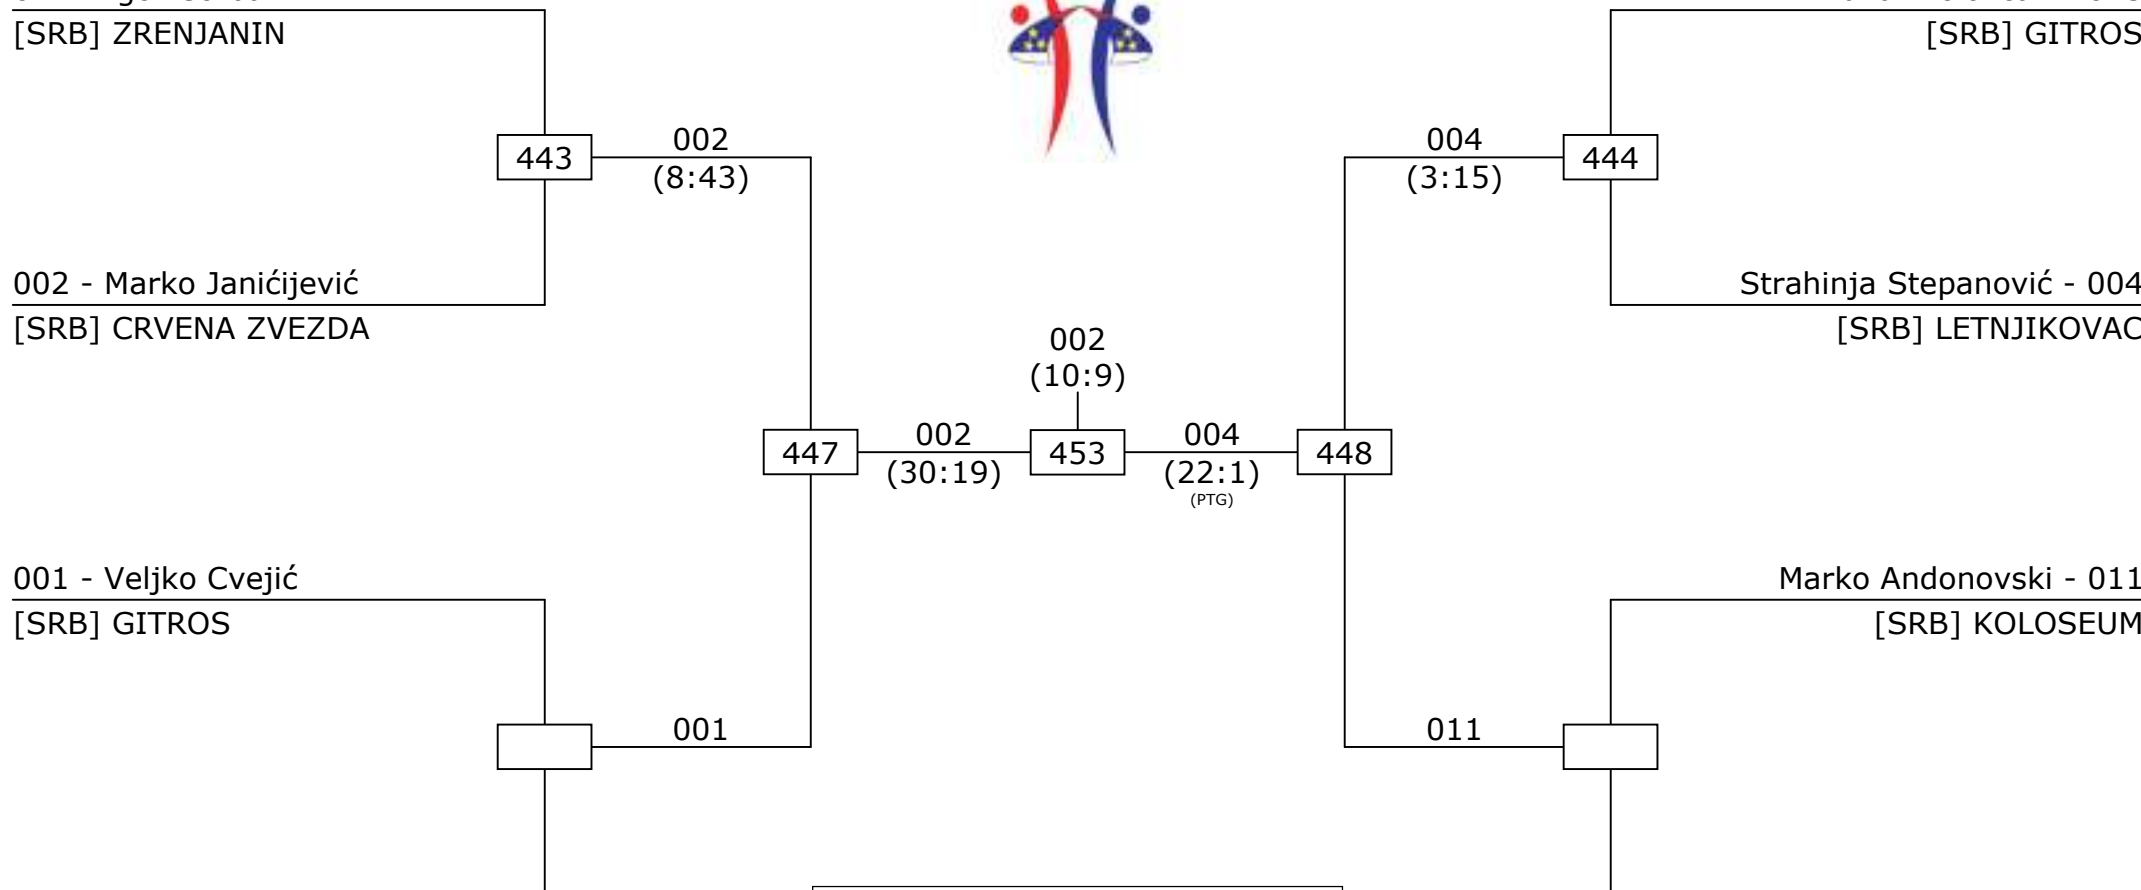 [SRB] ZRENJANIN
[SRB] GITROS
443
002
(8:43)
004
(3:15)
444
002 - Marko Janićijević
[SRB] CRVENA ZVEZDA
Strahinja Stepanović - 004
[SRB] LETNJIKOVAC
002
(10:9)
447
002
(30:19)
453
004
(22:1)
(PTG)
448
001 - Veljko Cvejić
[SRB] GITROS
Marko Andonovski - 011
[SRB] KOLOSEUM
001
011